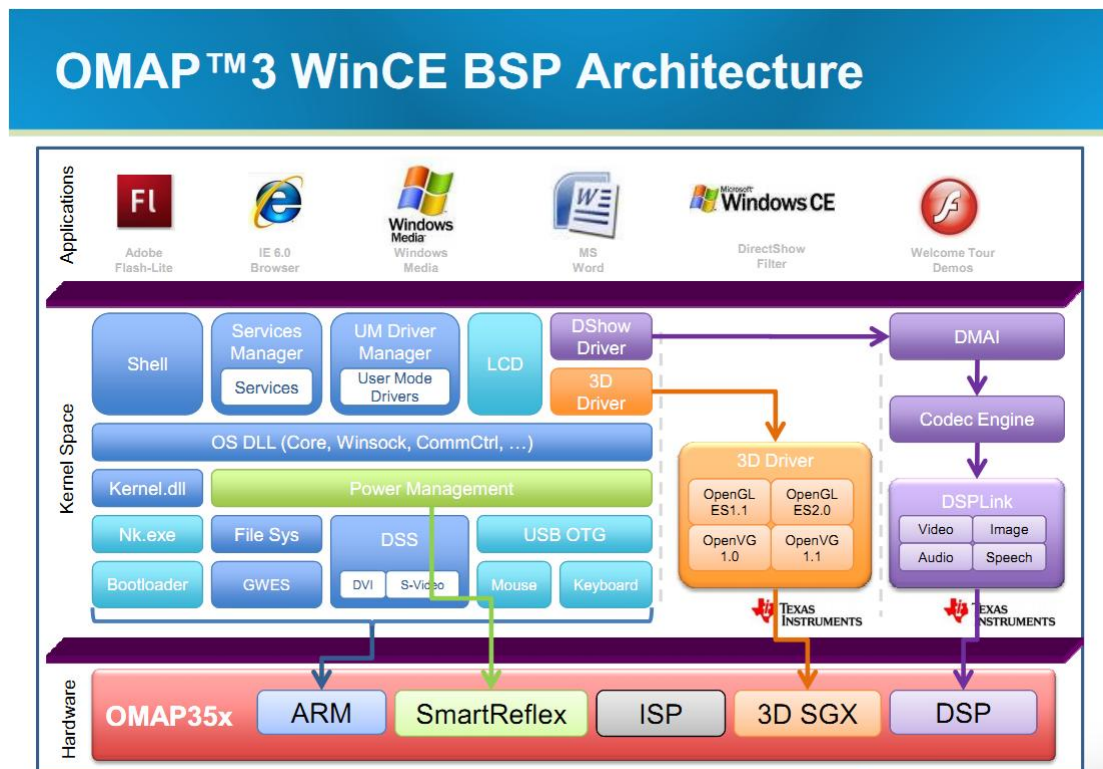 OMAP™3 WinCE BSP Architecture
Applications
Fl
Adobe
Flash-Lite
IE 6.0
Browser
Windows
Media
Windows
Media
W
MS
Word
Microsoft
Windows CE
DirectShow
Filter
Welcome Tour
Demos
Kernel Space
Shell
Services
Manager
Services
UM Driver
Manager
User Mode
Drivers
LCD
DShow
Driver
3D
Driver
DMAI
Codec Engine
OS DLL (Core, Winsock, CommCtrl, ...)
Kernel.dll
Power Management
Nk.exe
File Sys
DSS
USB OTG
Bootloader
GWES
DVI
S-Video
Mouse
Keyboard
3D Driver
OpenGL
ES1.1
OpenGL
ES2.0
OpenVG
1.0
OpenVG
1.1
TEXAS
INSTRUMENTS
DSPLink
Video
Image
Audio
Speech
TEXAS
INSTRUMENTS
Hardware
OMAP35x
ARM
SmartReflex
ISP
3D SGX
DSP